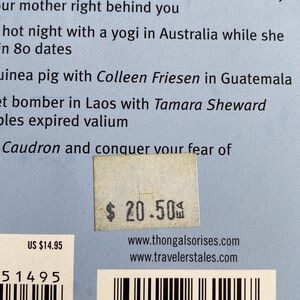 our mother right behind you
hot night with a yogi in Australia while she
in 80 dates
uinea pig with Colleen Friesen in Guatemala
et bomber in Laos with Tamara Sheward
ples expired valium
Caudron and conquer your fear of
$ 20.50
US $14.95
www.thongalsorises.com
www.travelerstales.com
51495